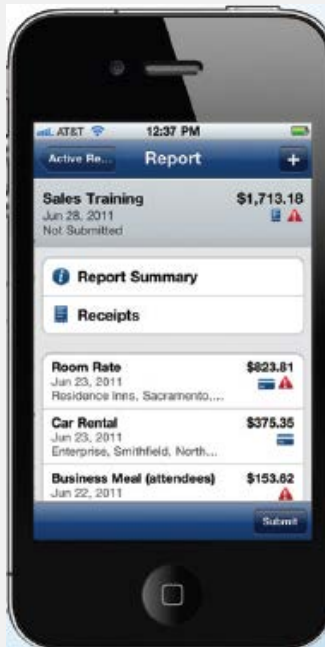 AT&T 12:37 PM
Active Re... Report +
Sales Training $1,713.18
Jun 28, 2011
Not Submitted
Report Summary
Receipts
Room Rate $823.81
Jun 23, 2011
Residence Inns, Sacramento,...
Car Rental $375.35
Jun 23, 2011
Enterprise, Smithfield, North...
Business Meal (attendees) $153.62
Jun 22, 2011
Submit